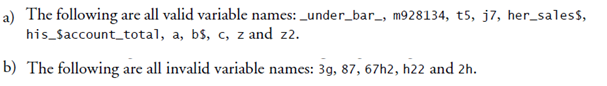 a) The following are all valid variable names: _under_bar_, m928134, t5, j7, her_sales$,
his_$account_total, a, b$, c, z and z2.
b) The following are all invalid variable names: 3g, 87, 67h2, h22 and 2h.